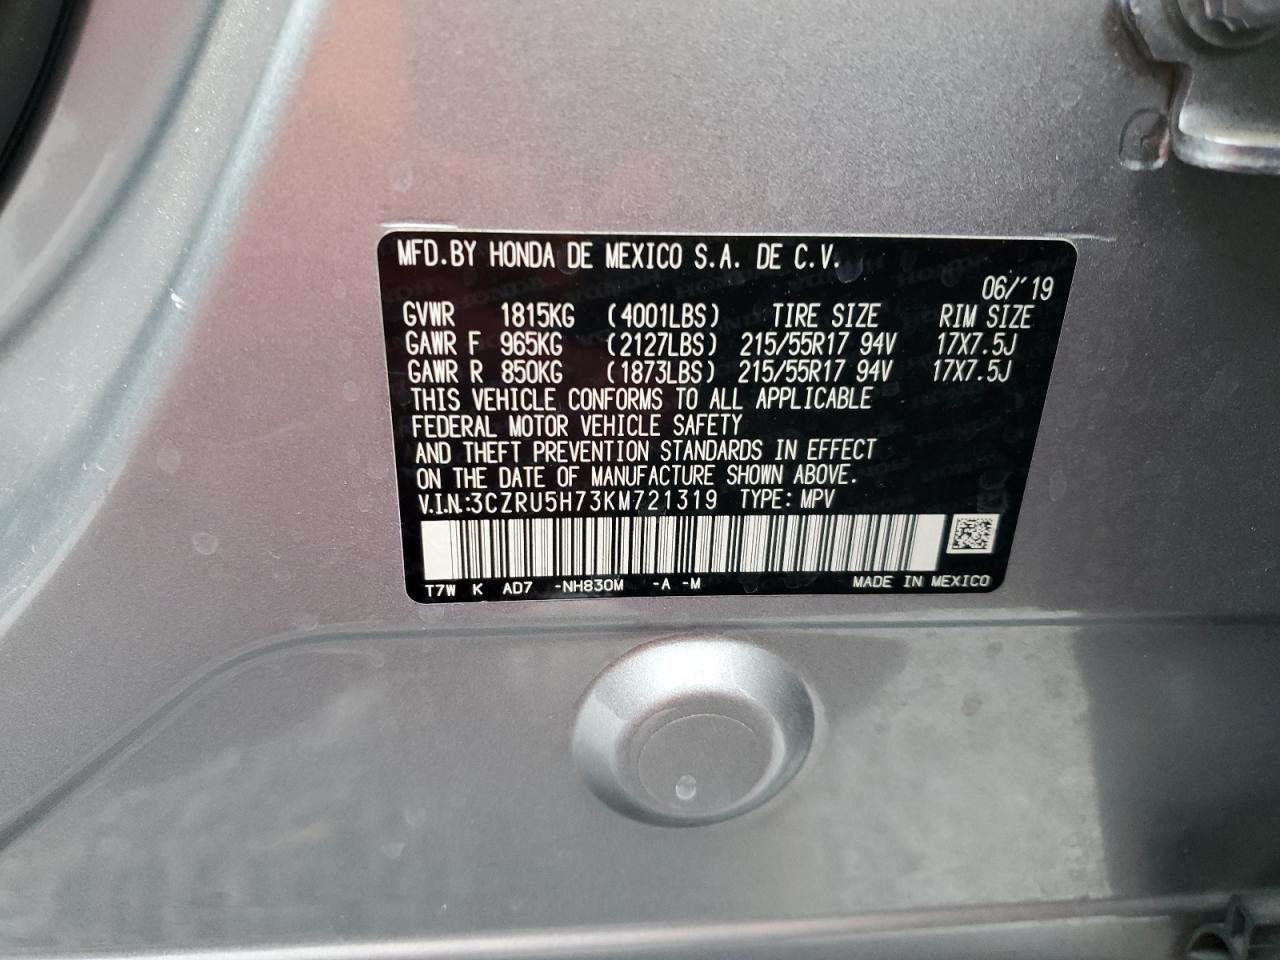 MFD.BY HONDA DE MEXICO S.A. DE C.V.
06/'19
GVWR 1815KG (4001LBS) TIRE SIZE RIM SIZE
GAWR F 965KG (2127LBS) 215/55R17 94V 17X7.5J
GAWR R 850KG (1873LBS) 215/55R17 94V 17X7.5J
THIS VEHICLE CONFORMS TO ALL APPLICABLE
FEDERAL MOTOR VEHICLE SAFETY
AND THEFT PREVENTION STANDARDS IN EFFECT
ON THE DATE OF MANUFACTURE SHOWN ABOVE.
V.I.N.:3CZRU5H73KM721319 TYPE: MPV
T7W K AD7 -NH830M -A -M MADE IN MEXICO